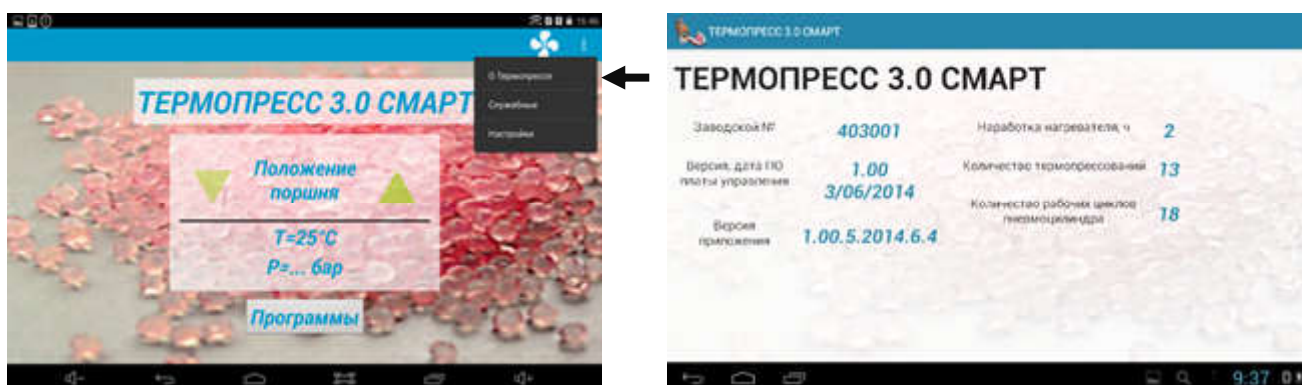 15:46
О Термопрессе
Служебные
Настройки
ТЕРМОПРЕСС 3.0 СМАРТ
Положение
поршня
T=25°C
P=... бар
Программы
ТЕРМОПРЕСС 3.0 СМАРТ
ТЕРМОПРЕСС 3.0 СМАРТ
Заводской №
403001
Версия, дата ПО
платы управления
1.00
3/06/2014
Версия
приложения
1.00.5.2014.6.4
Наработка нагревателя, ч
2
Количество термопрессований
13
Количество рабочих циклов
пневмоцилиндра
18
9:37